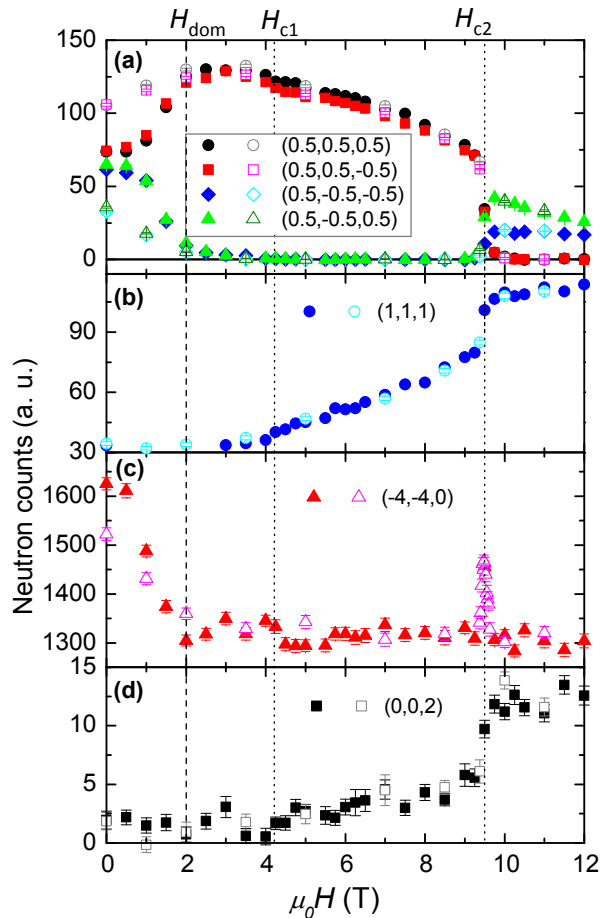 H_dom H_c1 H_c2
150
(a)
100
50
0
(0.5,0.5,0.5)
(0.5,0.5,-0.5)
(0.5,-0.5,-0.5)
(0.5,-0.5,0.5)
(b)
(1,1,1)
90
60
30
(c)
(-4,-4,0)
1600
1500
1400
1300
Neutron counts (a. u.)
15
(d)
(0,0,2)
10
5
0
0 2 4 6 8 10 12
μ_0H (T)